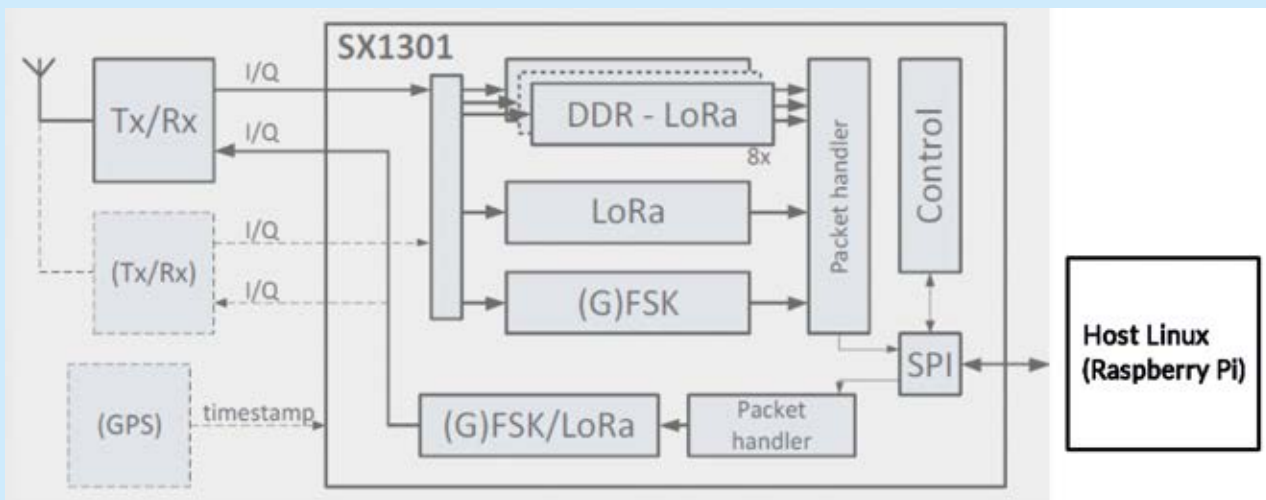 SX1301
I/Q
Tx/Rx
I/Q
DDR - LoRa
8x
LoRa
(G)FSK
Packet handler
Control
I/Q
(Tx/Rx)
I/Q
SPI
Host Linux
(Raspberry Pi)
(GPS)
timestamp
(G)FSK/LoRa
Packet
handler